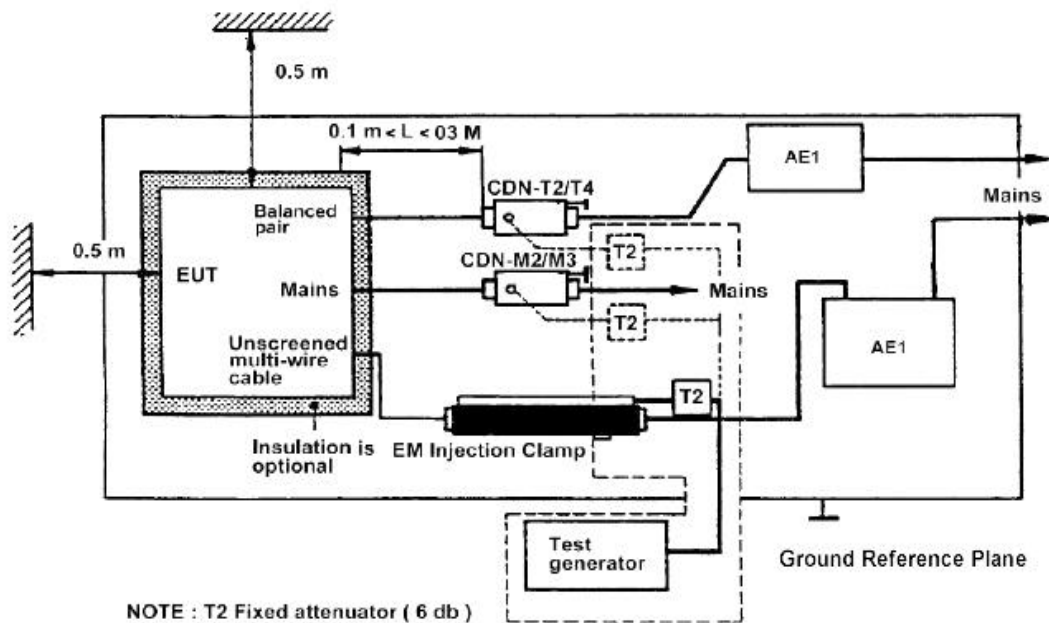 0.5 m
0.1 m < L < 03 M
AE1
CDN-T2/T4
Balanced
pair
Mains
T2
0.5 m
EUT
CDN-M2/M3
Mains
Mains
T2
AE1
Unscreened
multi-wire
cable
T2
Insulation is
optional
EM Injection Clamp
Test
generator
Ground Reference Plane
NOTE : T2 Fixed attenuator ( 6 db )